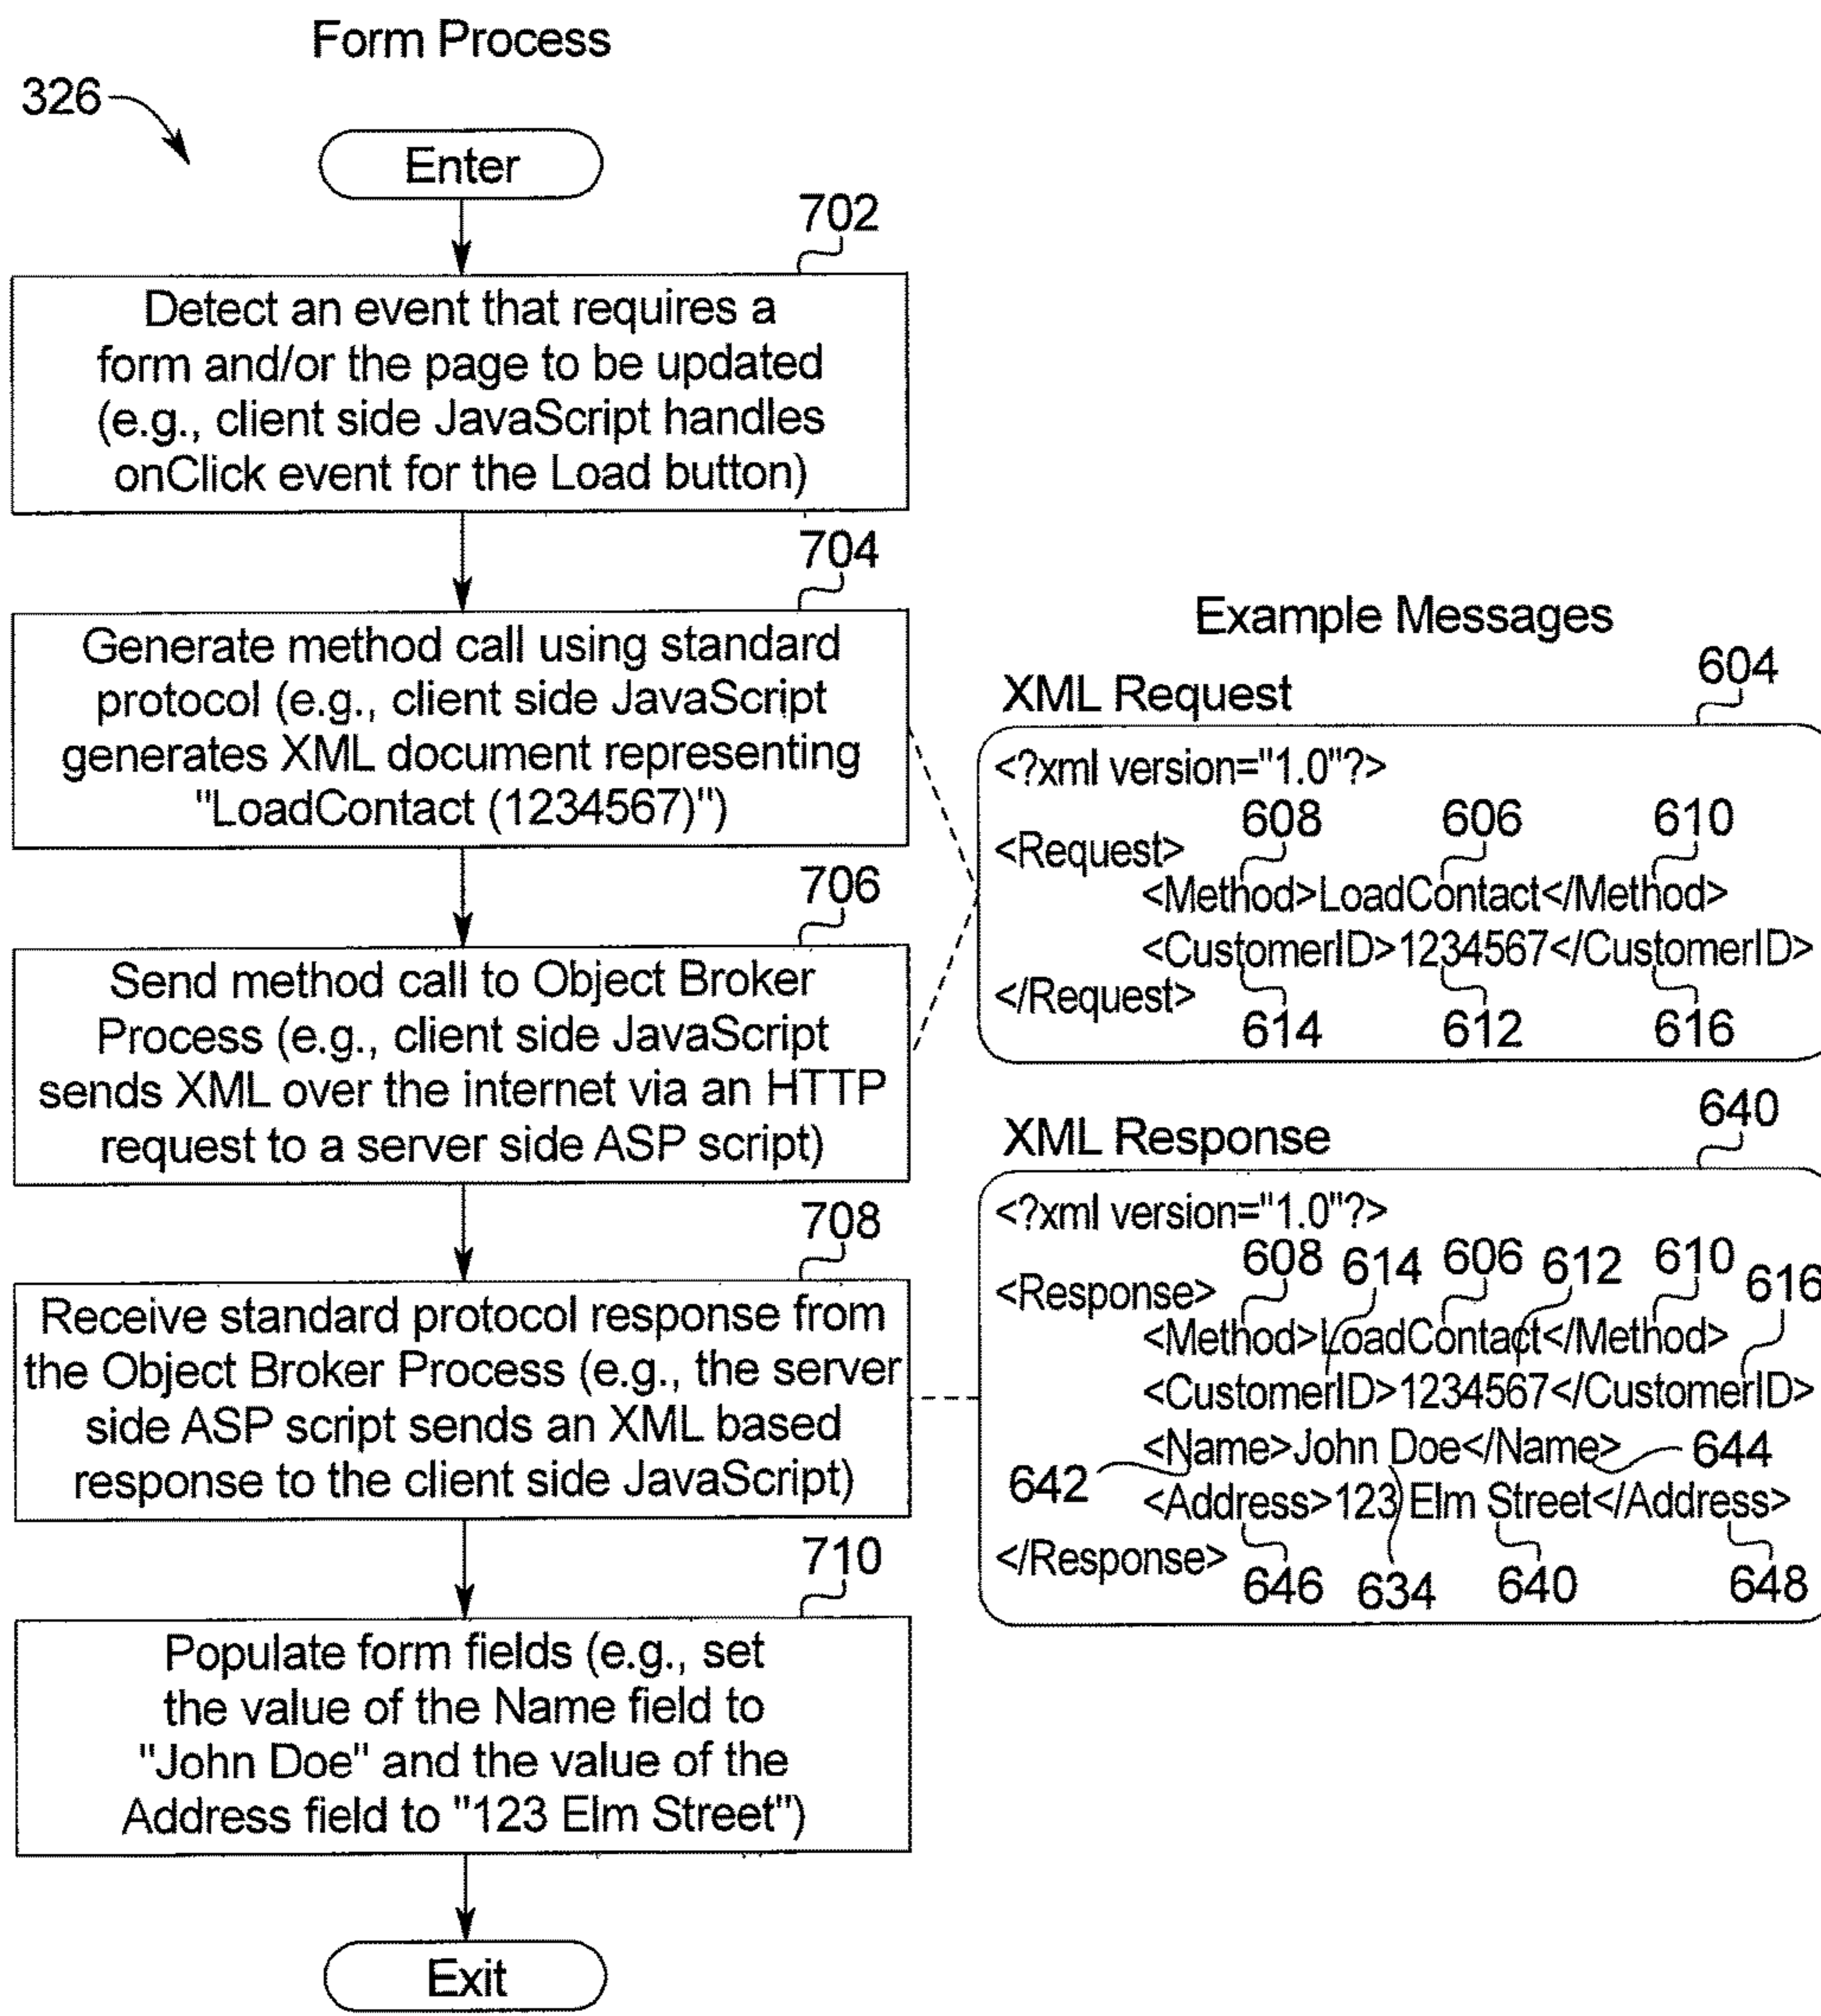 Form Process
326
Enter
702
Detect an event that requires a
form and/or the page to be updated
(e.g., client side JavaScript handles
onClick event for the Load button)
704
Generate method call using standard
protocol (e.g., client side JavaScript
generates XML document representing
"LoadContact (1234567)")
706
Send method call to Object Broker
Process (e.g., client side JavaScript
sends XML over the internet via an HTTP
request to a server side ASP script)
708
Receive standard protocol response from
the Object Broker Process (e.g., the server
side ASP script sends an XML based
response to the client side JavaScript)
710
Populate form fields (e.g., set
the value of the Name field to
"John Doe" and the value of the
Address field to "123 Elm Street")
Exit
Example Messages
XML Request
604
<?xml version="1.0"?>
608 606 610
<Request>
<Method>LoadContact</Method>
<CustomerID>1234567</CustomerID>
</Request>
614 612 616
XML Response
640
<?xml version="1.0"?>
608 614 606 612 610 616
<Response>
<Method>LoadContact</Method>
<CustomerID>1234567</CustomerID>
<Name>John Doe</Name> 644
642
<Address>123 Elm Street</Address>
</Response>
646 634 640 648